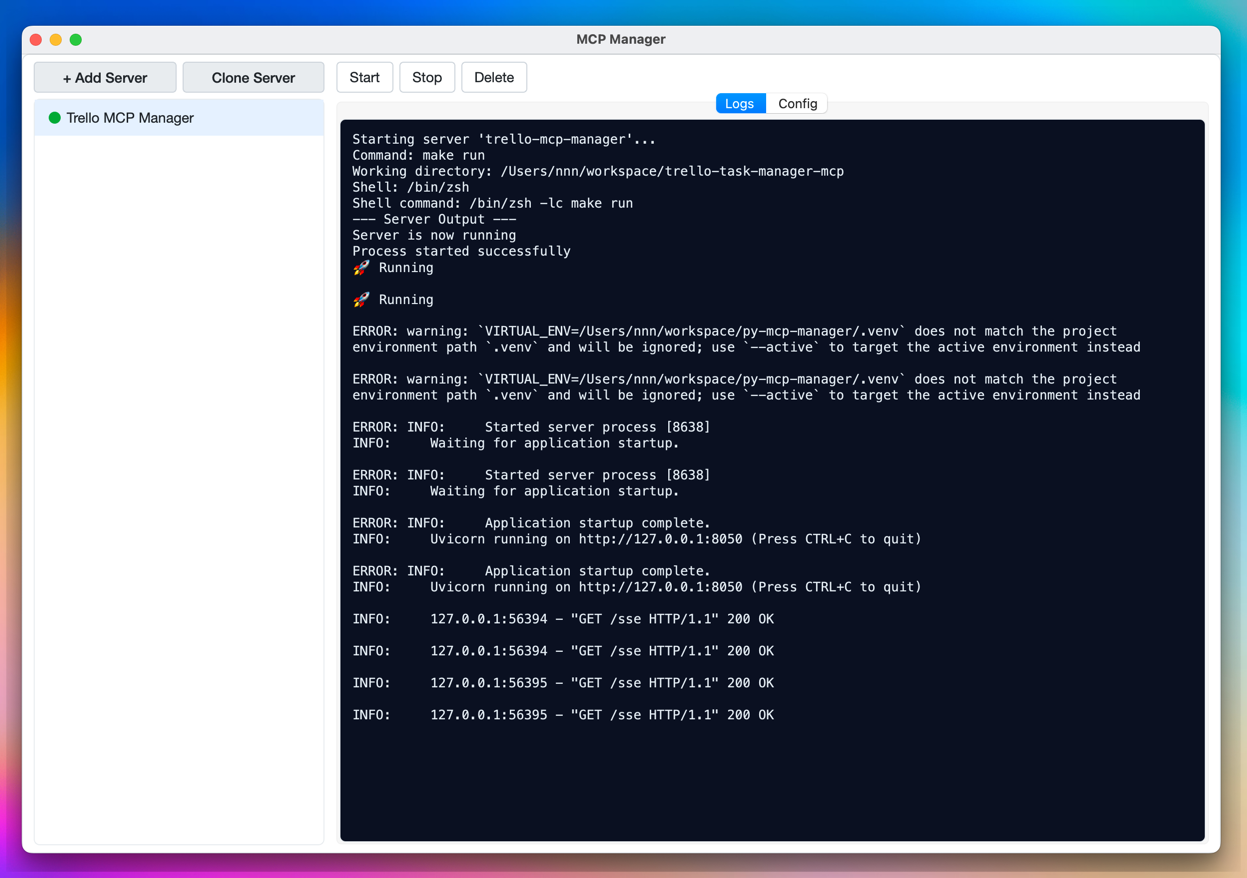 MCP Manager
+ Add Server
Clone Server
Start
Stop
Delete
Trello MCP Manager
Logs
Config
Starting server 'trello-mcp-manager'...
Command: make run
Working directory: /Users/nnn/workspace/trello-task-manager-mcp
Shell: /bin/zsh
Shell command: /bin/zsh -lc make run
--- Server Output ---
Server is now running
Process started successfully
🚀 Running
🚀 Running
ERROR: warning: `VIRTUAL_ENV=/Users/nnn/workspace/py-mcp-manager/.venv` does not match the project
environment path `.venv` and will be ignored; use `--active` to target the active environment instead
ERROR: warning: `VIRTUAL_ENV=/Users/nnn/workspace/py-mcp-manager/.venv` does not match the project
environment path `.venv` and will be ignored; use `--active` to target the active environment instead
ERROR: INFO:     Started server process [8638]
INFO:     Waiting for application startup.
ERROR: INFO:     Started server process [8638]
INFO:     Waiting for application startup.
ERROR: INFO:     Application startup complete.
INFO:     Uvicorn running on http://127.0.0.1:8050 (Press CTRL+C to quit)
ERROR: INFO:     Application startup complete.
INFO:     Uvicorn running on http://127.0.0.1:8050 (Press CTRL+C to quit)
INFO:     127.0.0.1:56394 - "GET /sse HTTP/1.1" 200 OK
INFO:     127.0.0.1:56394 - "GET /sse HTTP/1.1" 200 OK
INFO:     127.0.0.1:56395 - "GET /sse HTTP/1.1" 200 OK
INFO:     127.0.0.1:56395 - "GET /sse HTTP/1.1" 200 OK